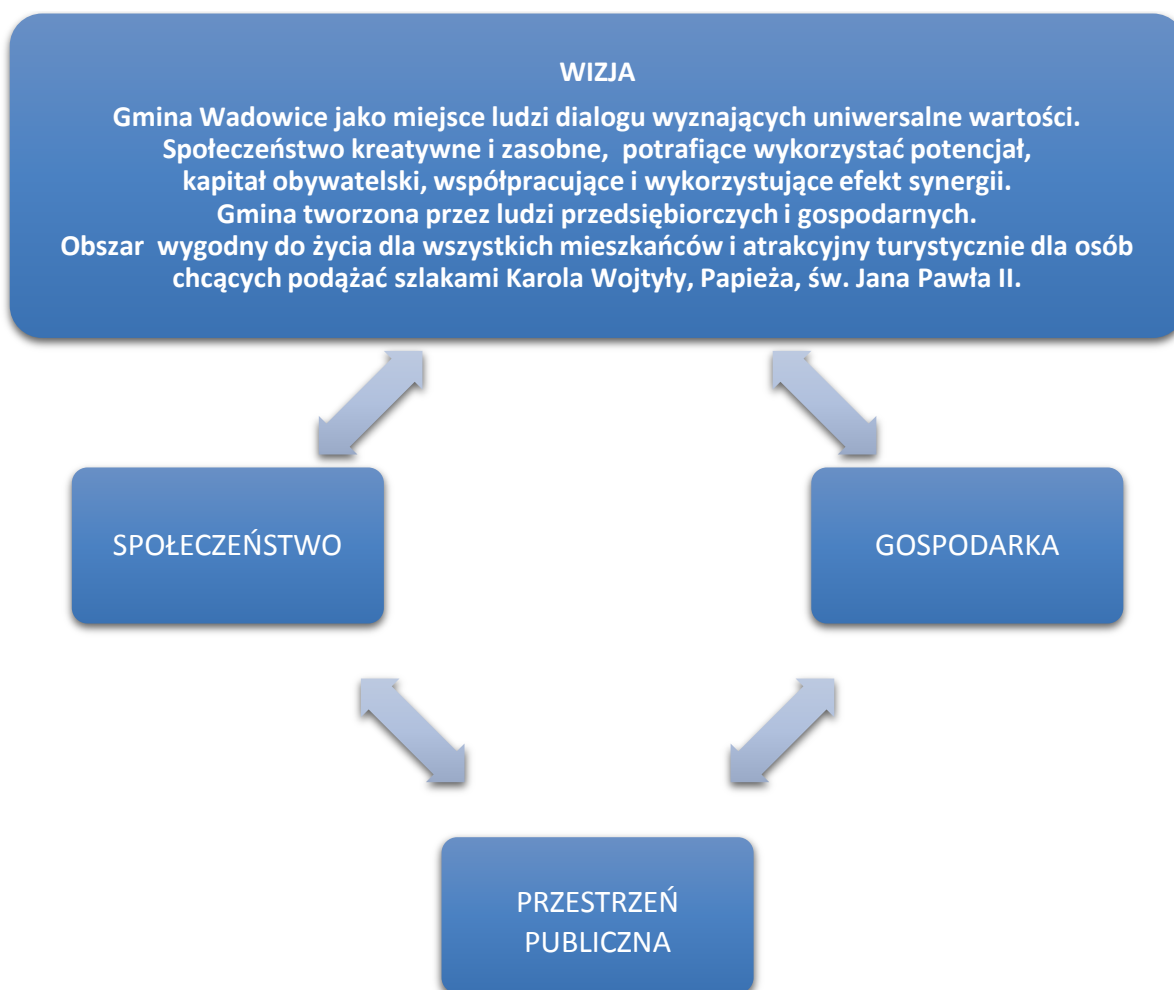 WIZJA
Gmina Wadowice jako miejsce ludzi dialogu wyznających uniwersalne wartości.
Społeczeństwo kreatywne i zasobne, potrafiące wykorzystać potencjał,
kapitał obywatelski, współpracujące i wykorzystujące efekt synergii.
Gmina tworzona przez ludzi przedsiębiorczych i gospodarnych.
Obszar wygodny do życia dla wszystkich mieszkańców i atrakcyjny turystycznie dla osób
chcących podążać szlakami Karola Wojtyły, Papieża, św. Jana Pawła II.
SPOŁECZEŃSTWO
GOSPODARKA
PRZESTRZEŃ
PUBLICZNA